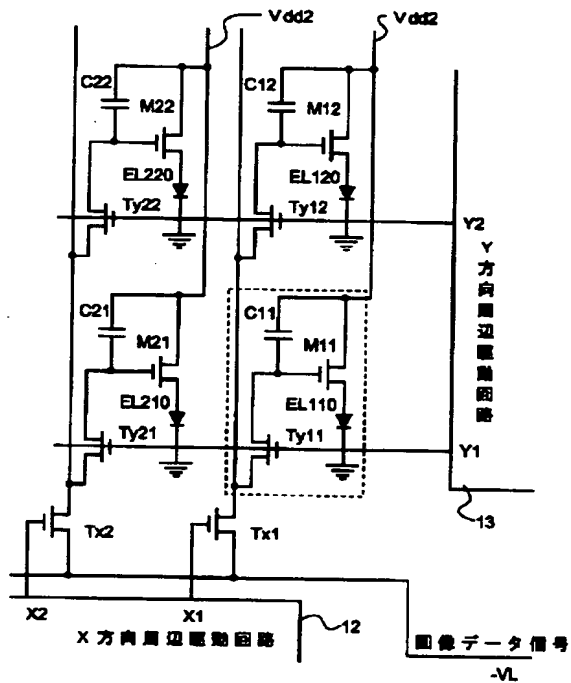 Vdd2
Vdd2
C22
M22
C12
M12
EL220
EL120
Ty22
Ty12
Y2
Y方向周辺駆動回路
C21
M21
C11
M11
EL210
EL110
Ty21
Ty11
Y1
13
Tx2
Tx1
X2
X1
12
X方向周辺駆動回路
画像データ信号
-VL